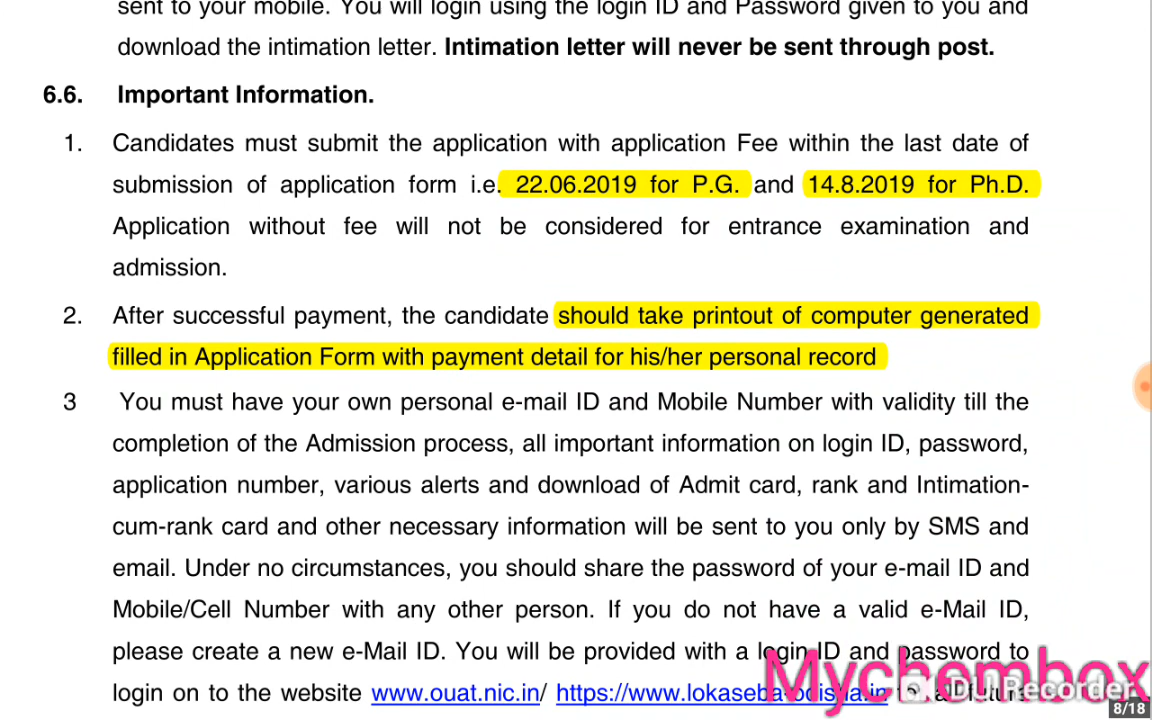 sent to your mobile. You will login using the login ID and Password given to you and
download the intimation letter. Intimation letter will never be sent through post.
6.6. Important Information.
1. Candidates must submit the application with application Fee within the last date of
submission of application form i.e. 22.06.2019 for P.G. and 14.8.2019 for Ph.D.
Application without fee will not be considered for entrance examination and
admission.
2. After successful payment, the candidate should take printout of computer generated
filled in Application Form with payment detail for his/her personal record
3 You must have your own personal e-mail ID and Mobile Number with validity till the
completion of the Admission process, all important information on login ID, password,
application number, various alerts and download of Admit card, rank and Intimation-
cum-rank card and other necessary information will be sent to you only by SMS and
email. Under no circumstances, you should share the password of your e-mail ID and
Mobile/Cell Number with any other person. If you do not have a valid e-Mail ID,
please create a new e-Mail ID. You will be provided with a login ID and password to
login on to the website www.ouat.nic.in/ https://www.lokasebaodisha.in
Mychembox
DU Recorder
8/18